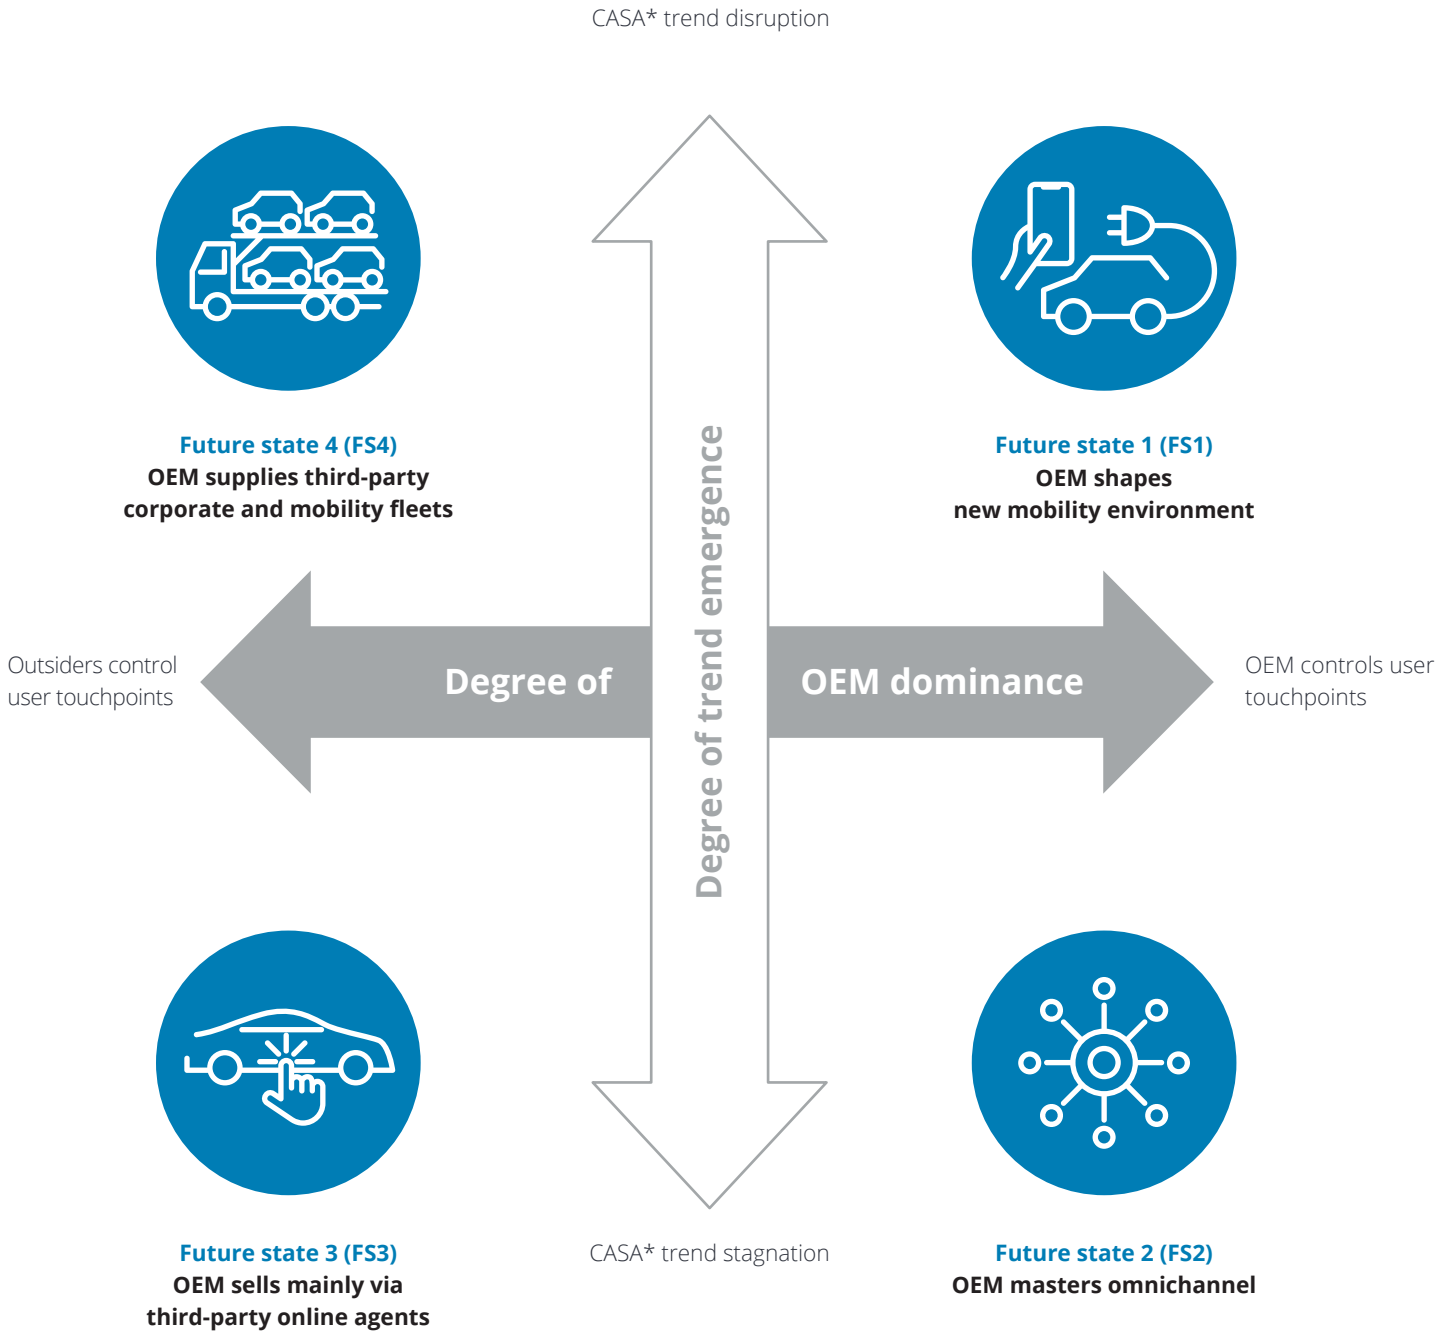 CASA* trend disruption
Future state 4 (FS4)
OEM supplies third-party
corporate and mobility fleets
Future state 1 (FS1)
OEM shapes
new mobility environment
Degree of trend emergence
Outsiders control
user touchpoints
Degree of
OEM dominance
OEM controls user
touchpoints
Future state 3 (FS3)
OEM sells mainly via
third-party online agents
CASA* trend stagnation
Future state 2 (FS2)
OEM masters omnichannel